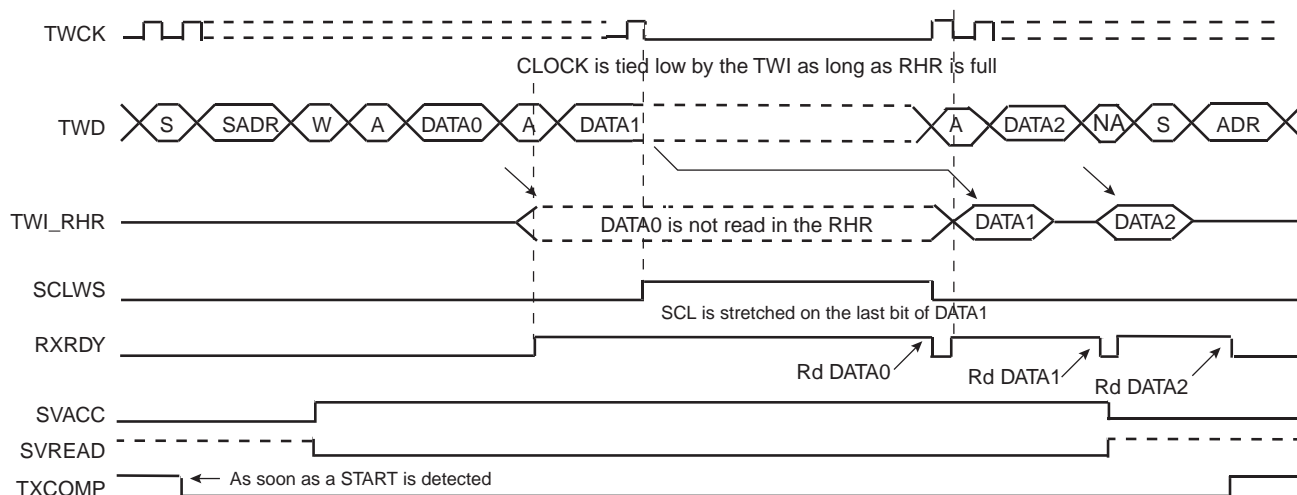 TWCK
CLOCK is tied low by the TWI as long as RHR is full
TWD S SADR W A DATA0 A DATA1 A DATA2 NA S ADR
TWI_RHR DATA0 is not read in the RHR DATA1 DATA2
SCLWS
SCL is stretched on the last bit of DATA1
RXRDY
Rd DATA0 Rd DATA1 Rd DATA2
SVACC
SVREAD
TXCOMP As soon as a START is detected